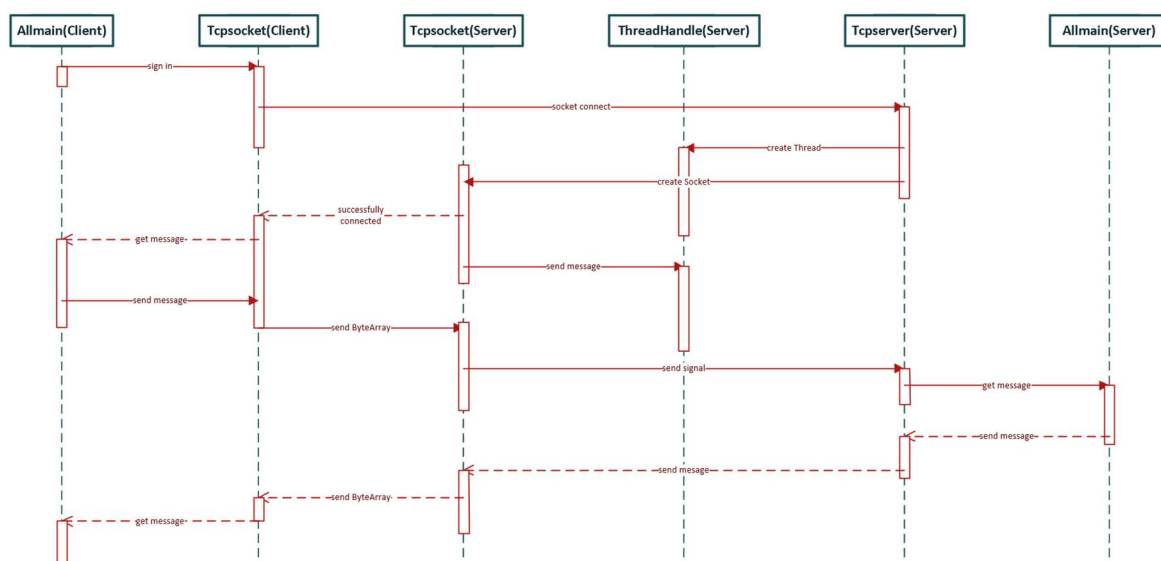 Allmain(Client)
Tcpsocket(Client)
Tcpsocket(Server)
ThreadHandle(Server)
Tcpserver(Server)
Allmain(Server)
sign in
socket connect
create Thread
create Socket
successfully
connected
get message
send message
send message
send ByteArray
send signal
get message
send message
send mesage
send ByteArray
get message